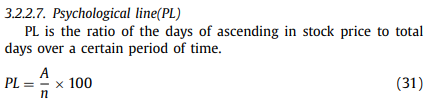 3.2.2.7. Psychological line(PL)
PL is the ratio of the days of ascending in stock price to total
days over a certain period of time.
PL = A/n × 100 (31)